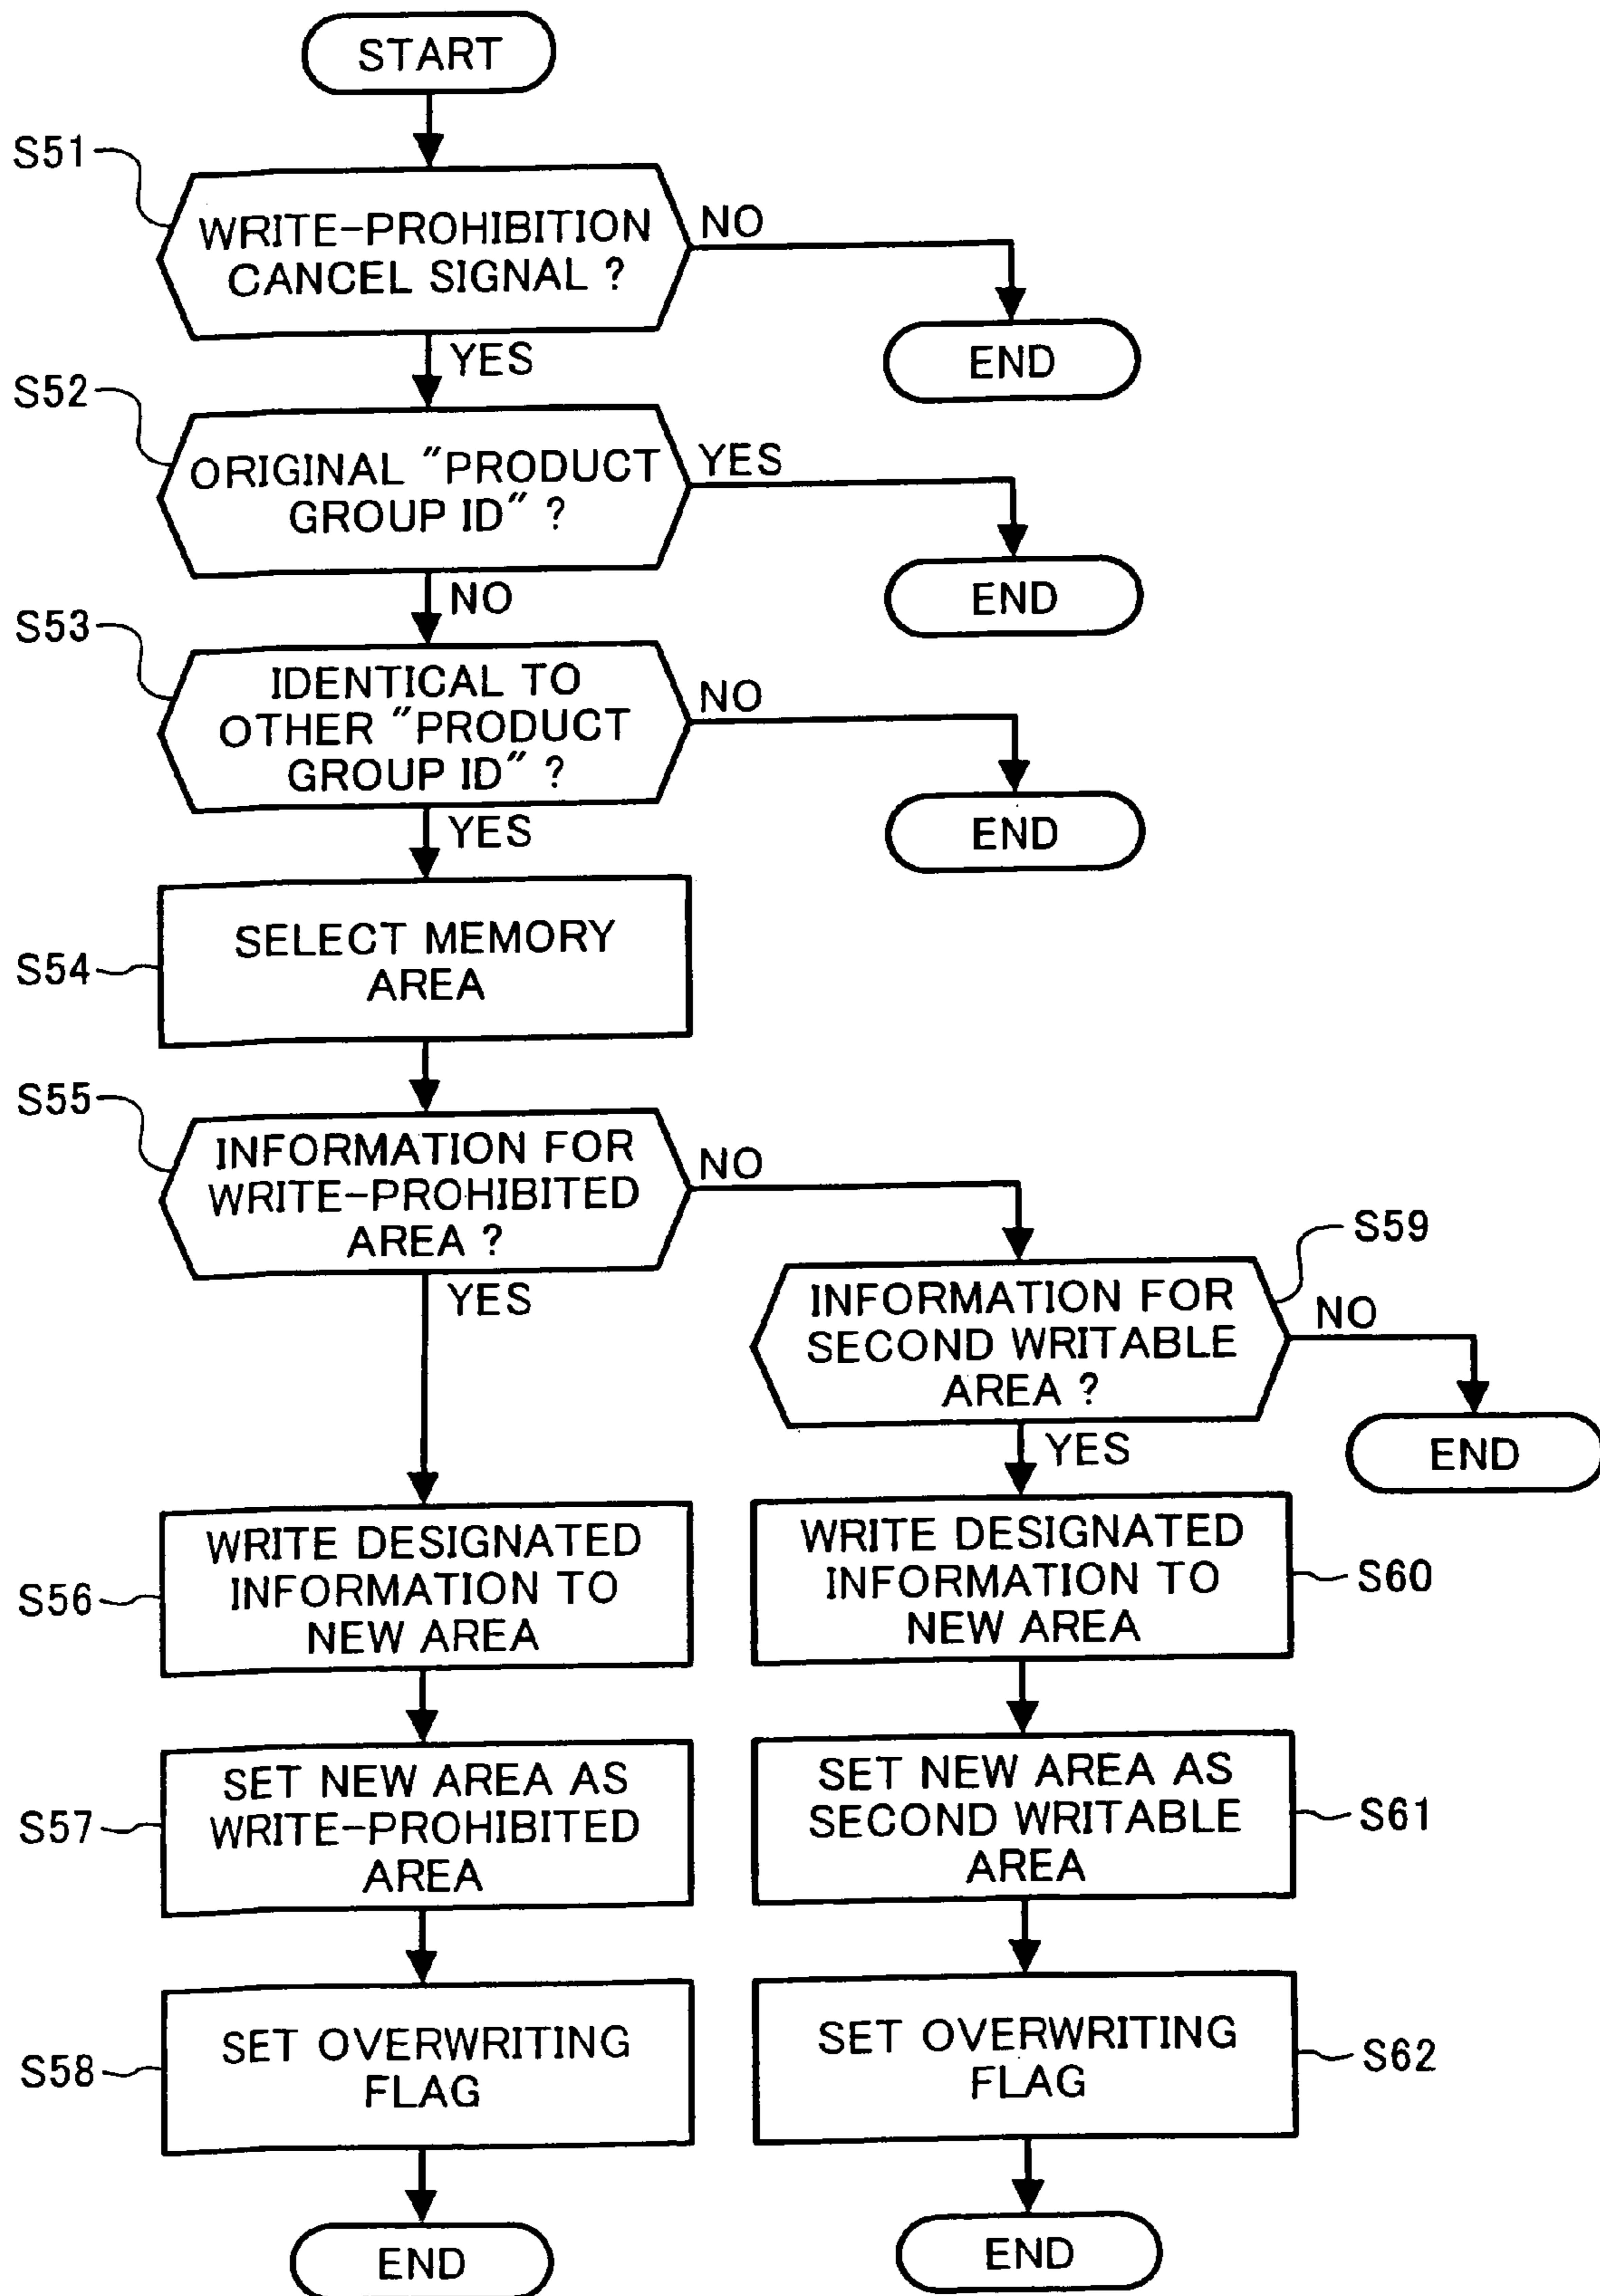 START
S51
WRITE-PROHIBITION
CANCEL SIGNAL ?
NO
END
YES
S52
ORIGINAL "PRODUCT
GROUP ID" ?
YES
END
NO
S53
IDENTICAL TO
OTHER "PRODUCT
GROUP ID" ?
NO
END
YES
S54
SELECT MEMORY
AREA
S55
INFORMATION FOR
WRITE-PROHIBITED
AREA ?
NO
YES
S59
INFORMATION FOR
SECOND WRITABLE
AREA ?
NO
END
YES
S56
WRITE DESIGNATED
INFORMATION TO
NEW AREA
WRITE DESIGNATED
INFORMATION TO
NEW AREA
S60
S57
SET NEW AREA AS
WRITE-PROHIBITED
AREA
SET NEW AREA AS
SECOND WRITABLE
AREA
S61
S58
SET OVERWRITING
FLAG
SET OVERWRITING
FLAG
S62
END
END